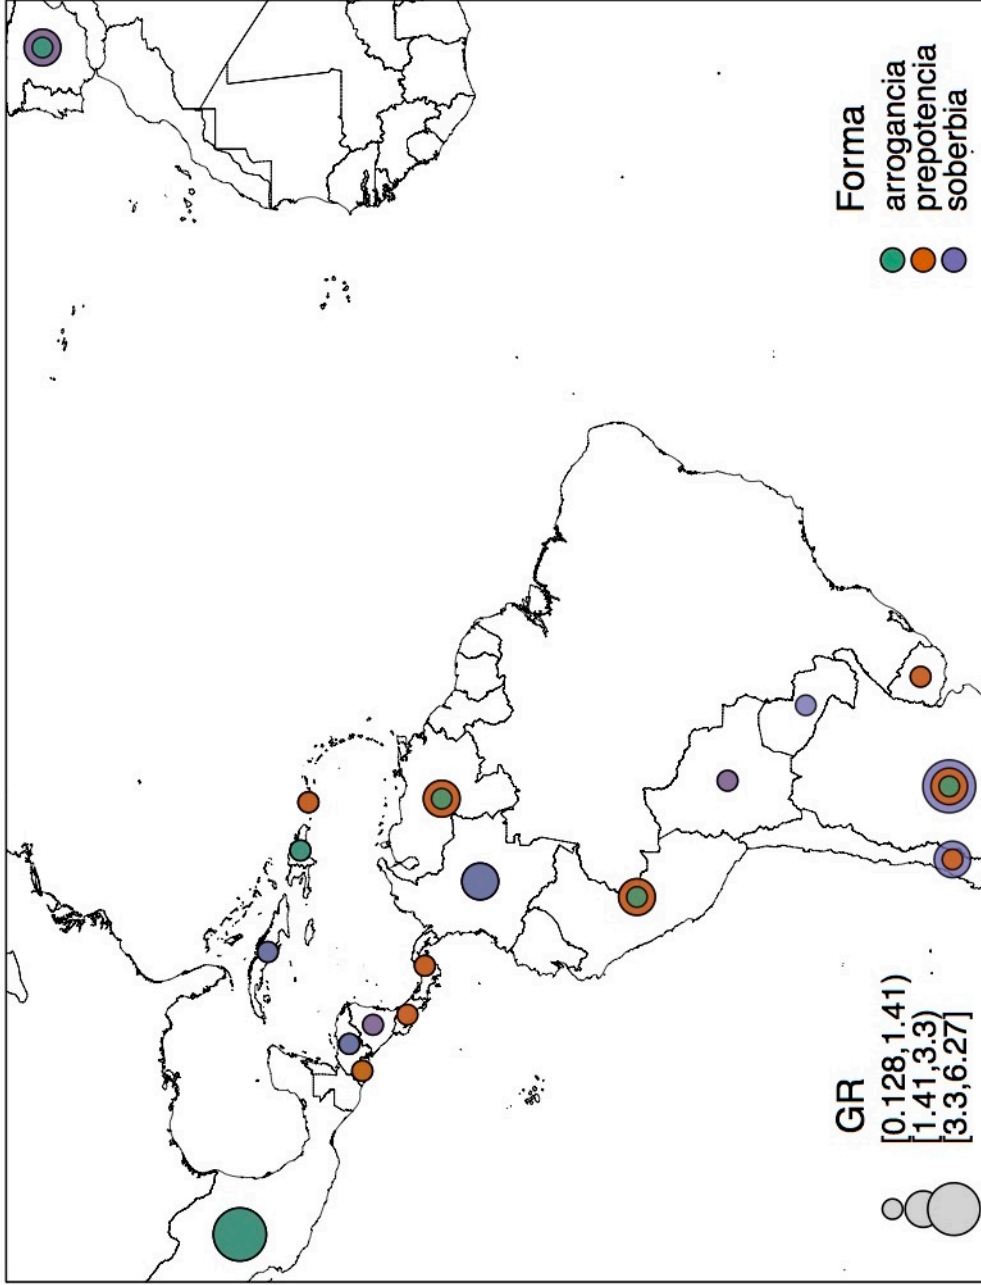 GR
[0.128,1.41)
[1.41,3.3)
[3.3,6.27]
Forma
arrogancia
prepotencia
soberbia